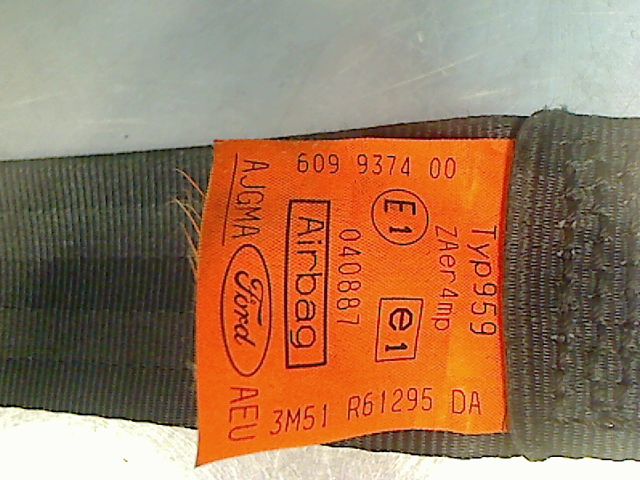 609 9374 00
Typ959
ZAer4mp
E1
e1
040887
Airbag
AJGMA Ford AEU
3M51 R61295 DA